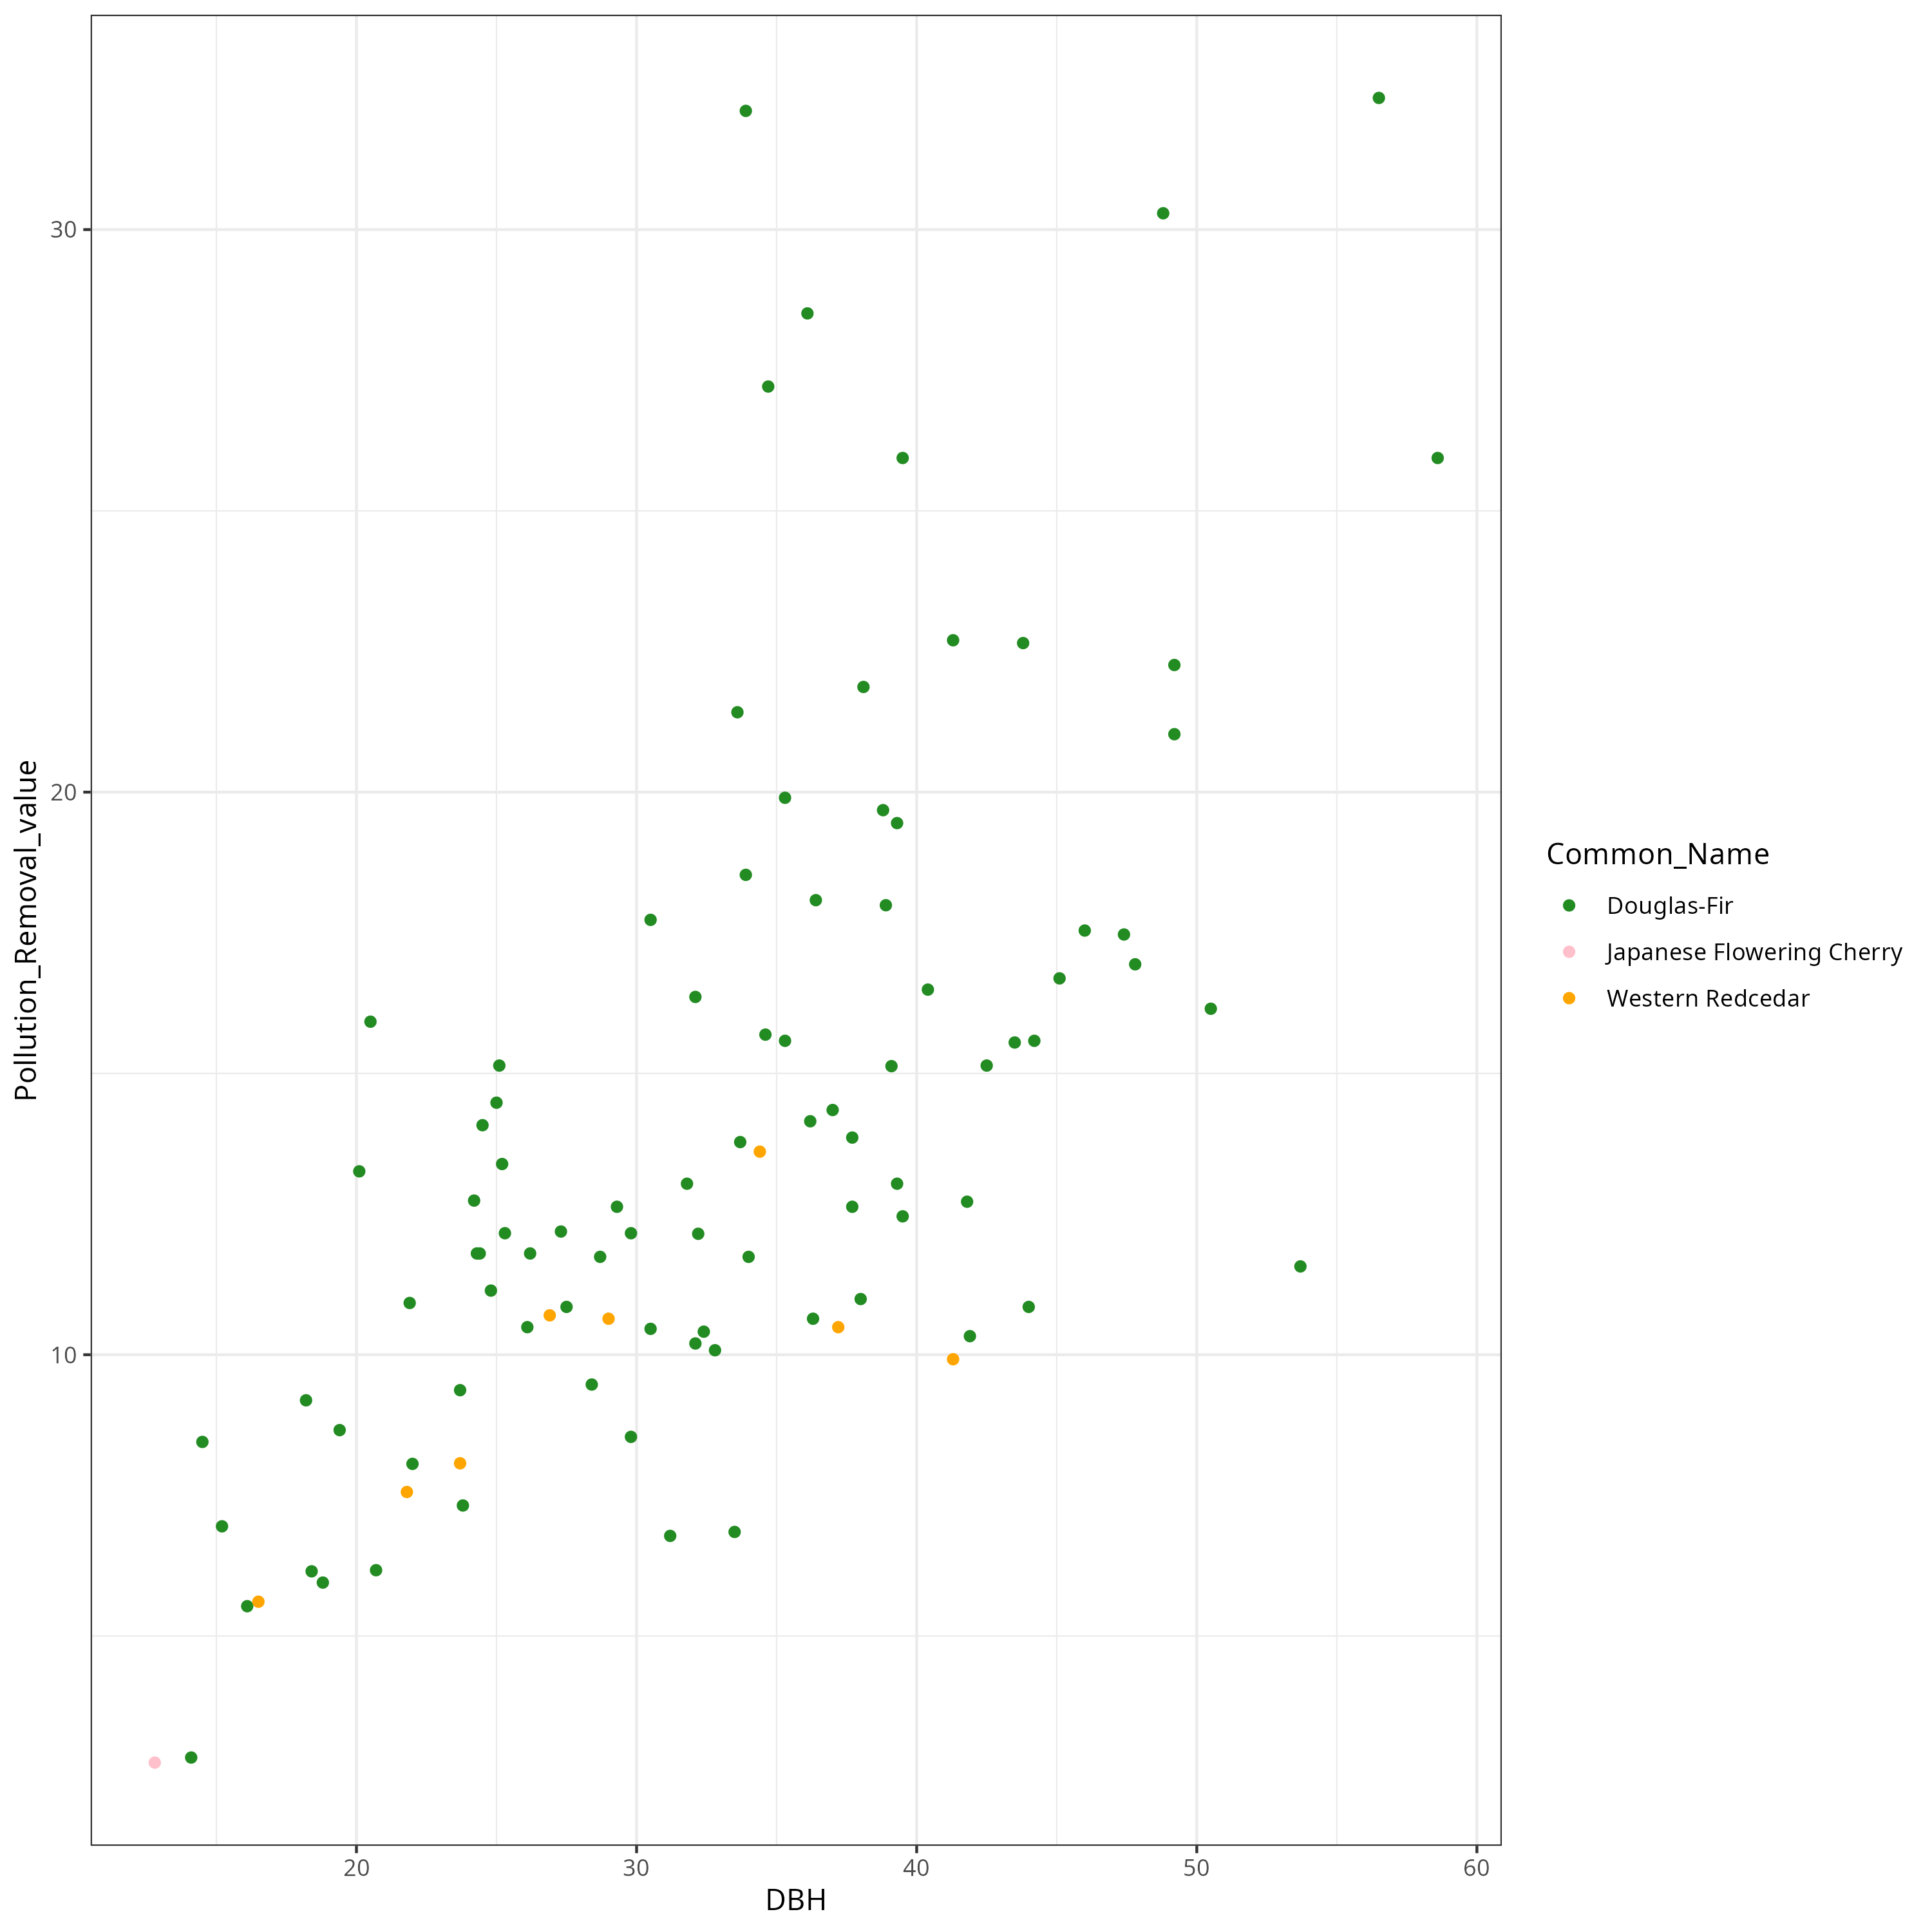 30
20
10
Pollution_Removal_value
20 30 40 50 60
DBH
Common_Name
Douglas-Fir
Japanese Flowering Cherry
Western Redcedar